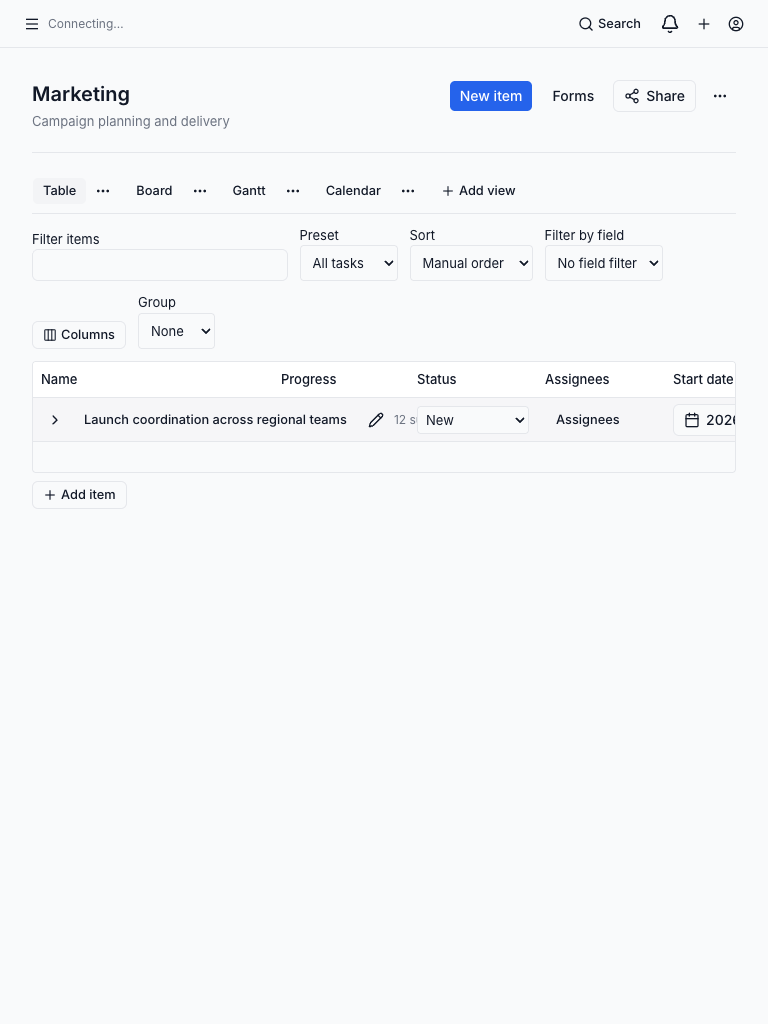 Connecting...
Search
Marketing
Campaign planning and delivery
New item
Forms
Share
Table
Board
Gantt
Calendar
Add view
Filter items
Preset
All tasks
Sort
Manual order
Filter by field
No field filter
Columns
Group
None
Name Progress Status Assignees Start date
Launch coordination across regional teams 12 New Assignees
Add item